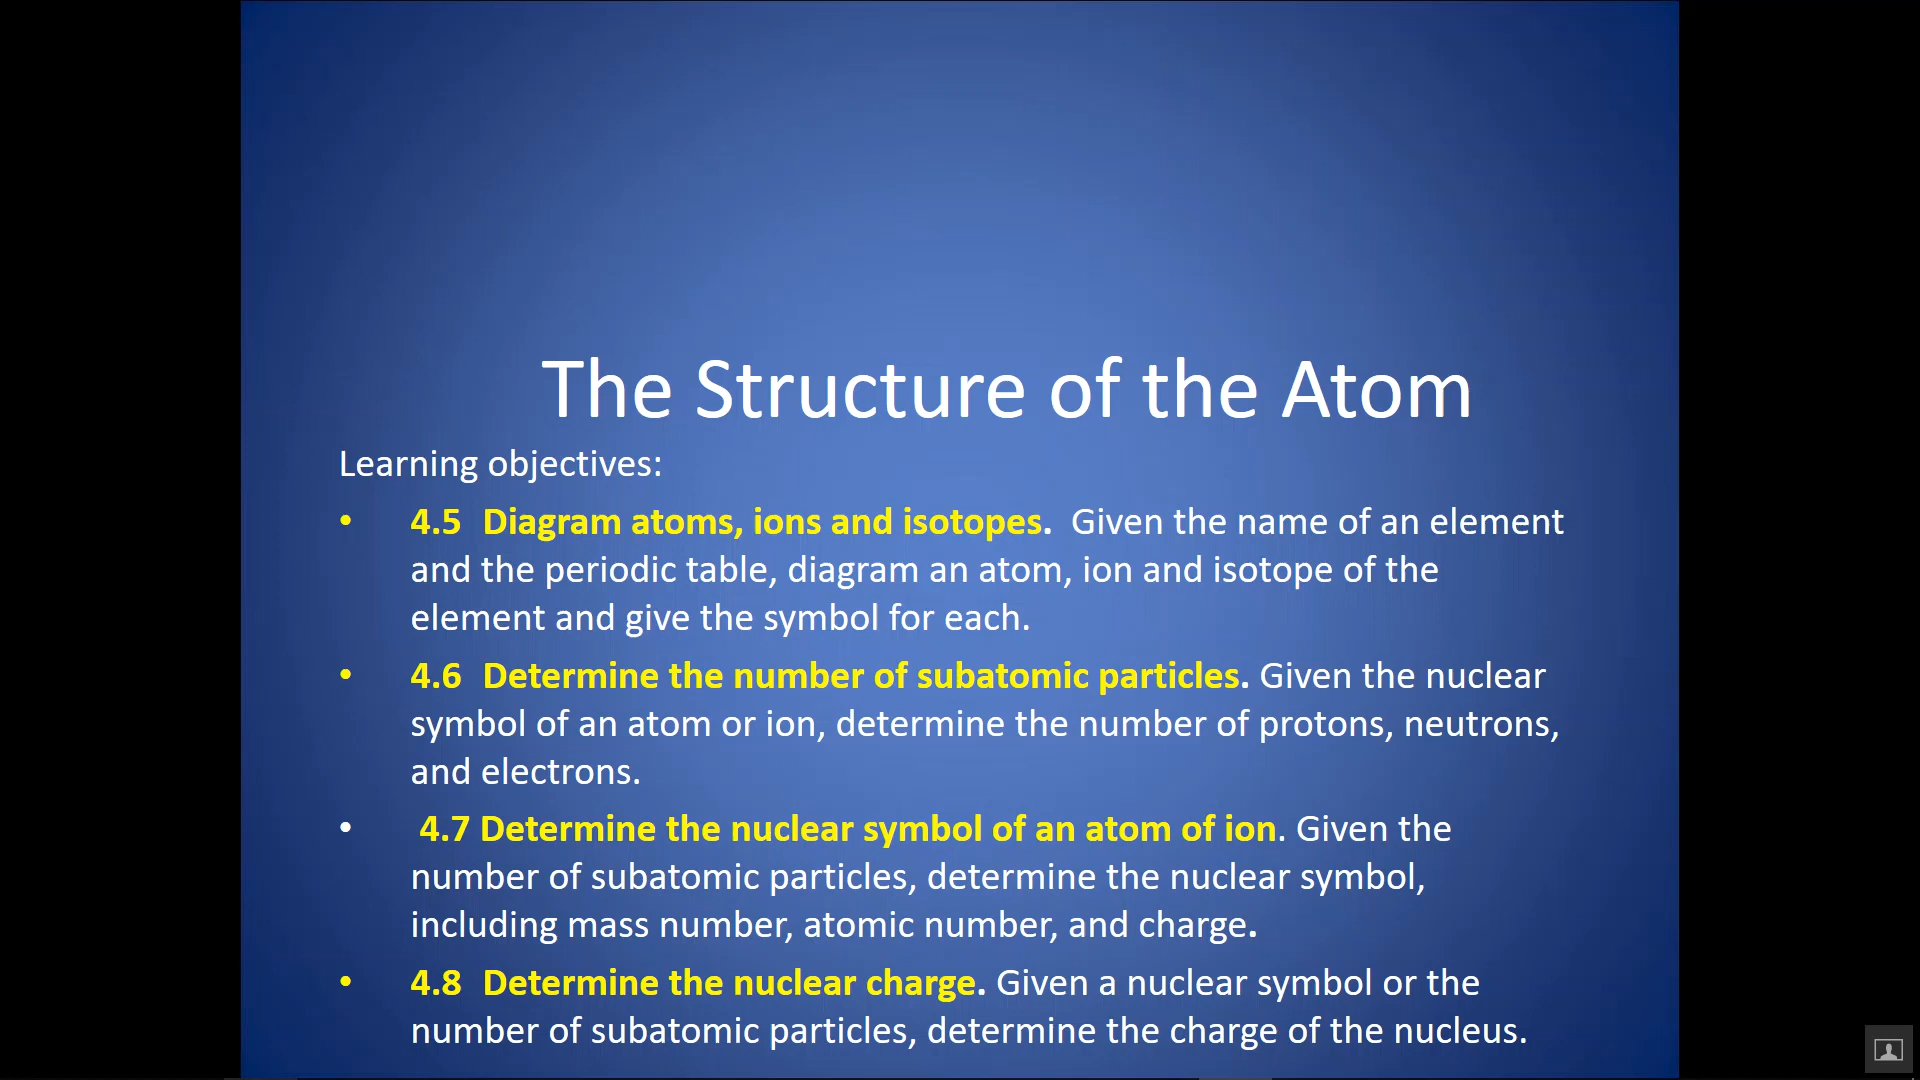 The Structure of the Atom
Learning objectives:
• 4.5 Diagram atoms, ions and isotopes. Given the name of an element
and the periodic table, diagram an atom, ion and isotope of the
element and give the symbol for each.
• 4.6 Determine the number of subatomic particles. Given the nuclear
symbol of an atom or ion, determine the number of protons, neutrons,
and electrons.
• 4.7 Determine the nuclear symbol of an atom of ion. Given the
number of subatomic particles, determine the nuclear symbol,
including mass number, atomic number, and charge.
• 4.8 Determine the nuclear charge. Given a nuclear symbol or the
number of subatomic particles, determine the charge of the nucleus.